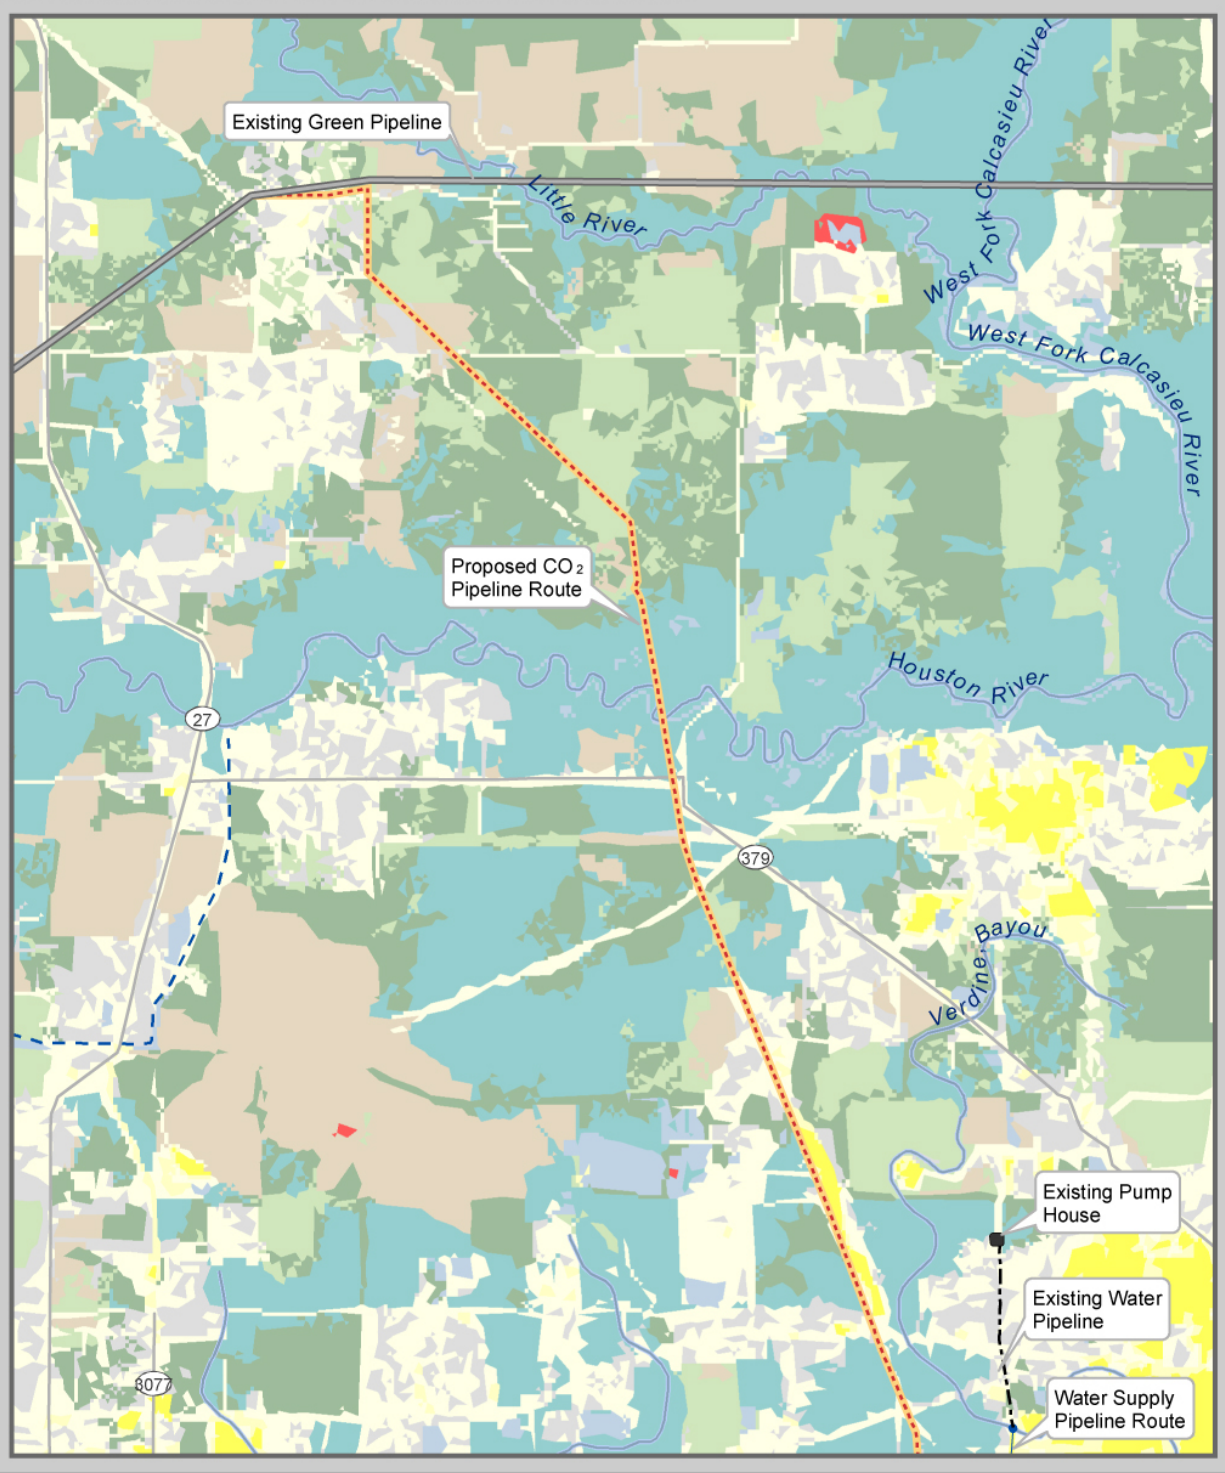 Existing Green Pipeline
Little River
West Fork Calcasieu River
West Fork Calcasieu River
Proposed CO₂
Pipeline Route
Houston River
27
379
Verdine Bayou
Existing Pump
House
Existing Water
Pipeline
3077
Water Supply
Pipeline Route